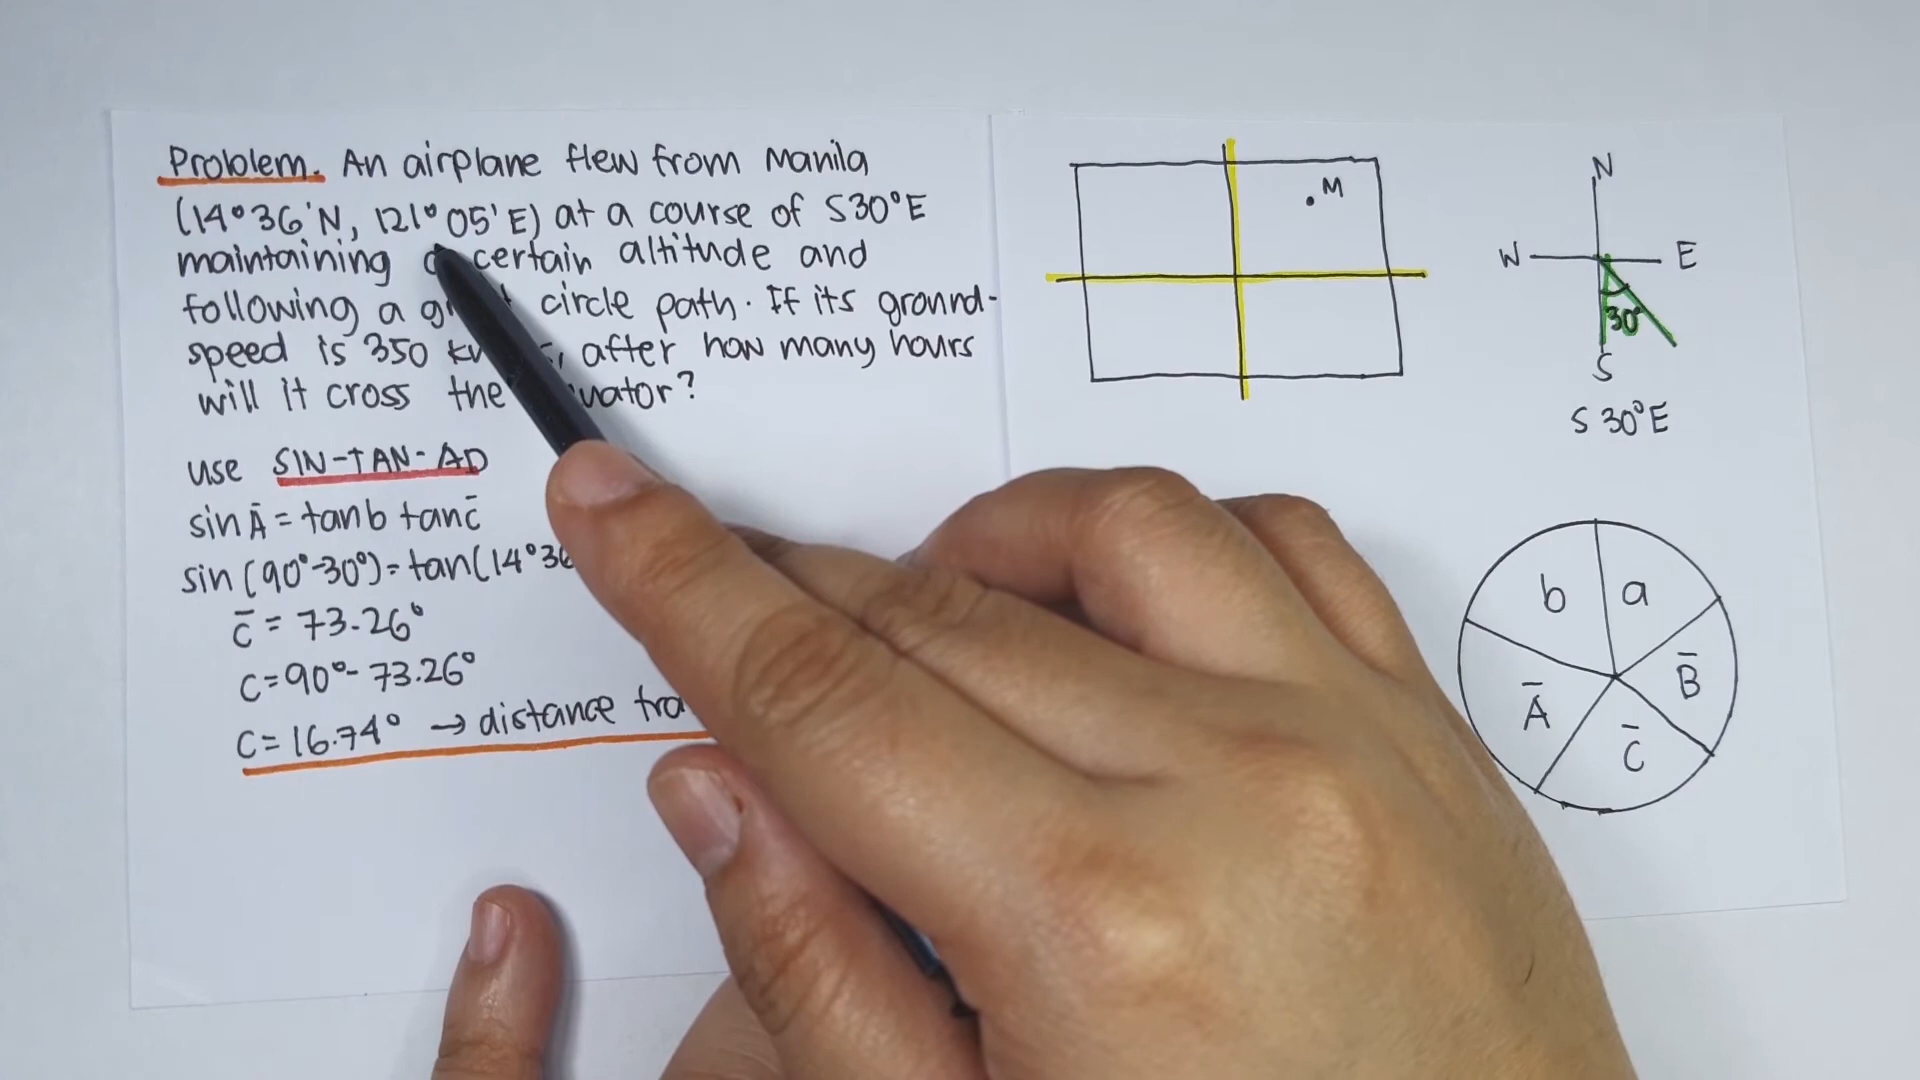 Problem. An airplane flew from Manila
(14°36'N, 121°05'E) at a course of S30°E
maintaining certain altitude and
following a circle path. If its ground-
speed is 350 after how many hours
will it cross the
use SIN-TAN-AD
sin Ā = tan b tan c̄
sin (90°-30°) = tan(14°36
c̄ = 73.26°
c = 90° - 73.26°
c = 16.74° → distance
M
N
W E
30°
S
S 30°E
b a
Ā B̄
c̄